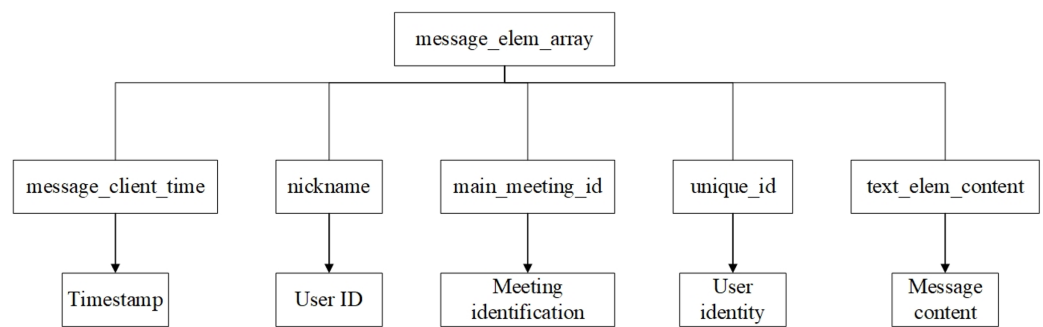 message_elem_array
message_client_time
nickname
main_meeting_id
unique_id
text_elem_content
Timestamp
User ID
Meeting
identification
User
identity
Message
content